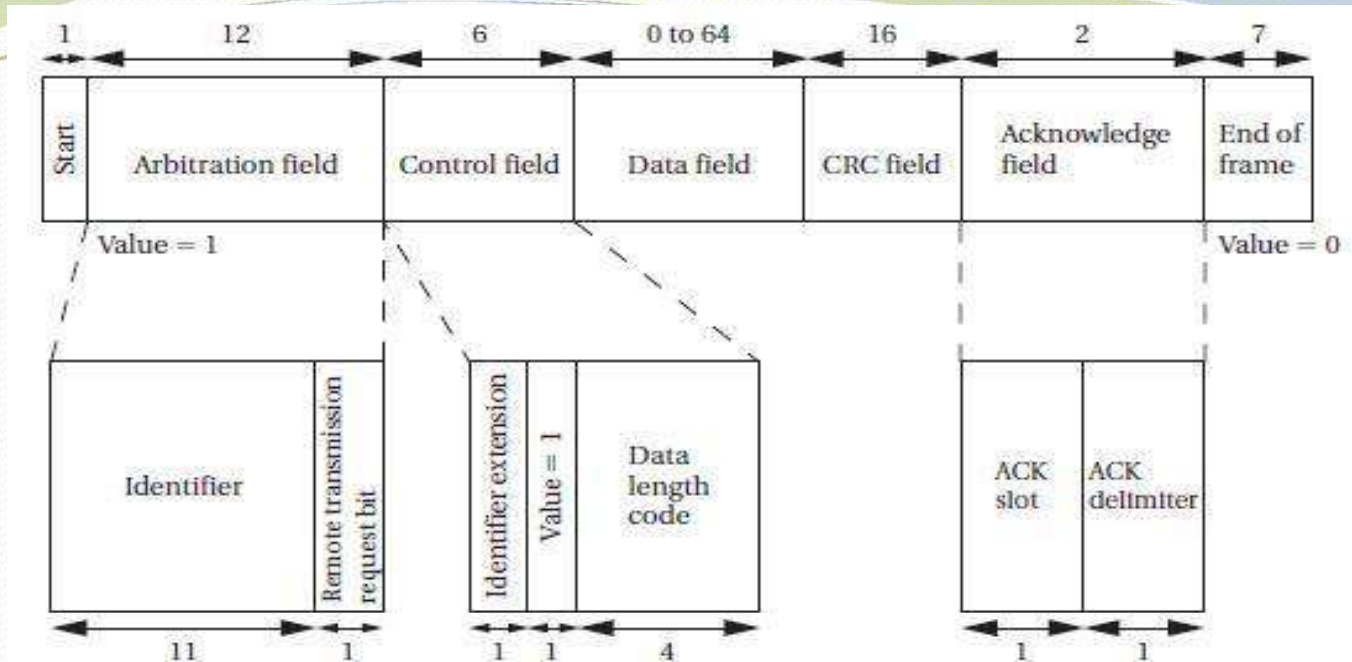 1
12
6
0 to 64
16
2
7
Start
Arbitration field
Control field
Data field
CRC field
Acknowledge
field
End of
frame
Value = 1
Value = 0
Identifier
Remote transmission
request bit
Identifier extension
Value = 1
Data
length
code
ACK
slot
ACK
delimiter
11
1
1
1
4
1
1